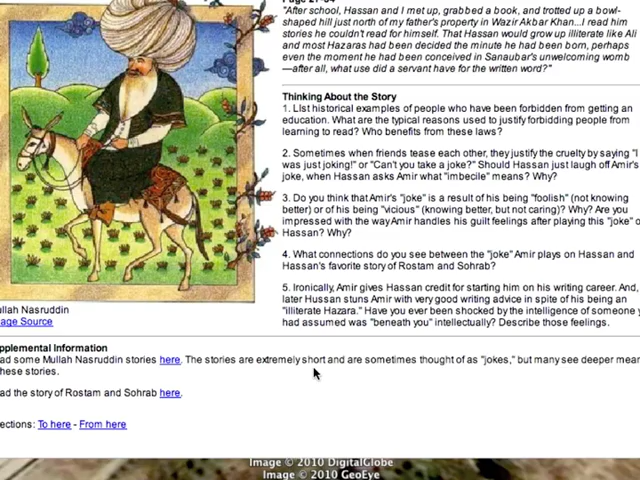 "After school, Hassan and I met up, grabbed a book, and trotted up a bowl-
shaped hill just north of my father's property in Wazir Akbar Khan...I read him
stories he couldn't read for himself. That Hassan would grow up illiterate like Ali
and most Hazaras had been decided the minute he had been born, perhaps
even the moment he had been conceived in Sanaubar's unwelcoming womb
—after all, what use did a servant have for the written word?"
Thinking About the Story
1. LIst historical examples of people who have been forbidden from getting an
education. What are the typical reasons used to justify forbidding people from
learning to read? Who benefits from these laws?
2. Sometimes when friends tease each other, they justify the cruelty by saying "I
was just joking!" or "Can't you take a joke?" Should Hassan just laugh off Amir's
joke, when Hassan asks Amir what "imbecile" means? Why?
3. Do you think that Amir's "joke" is a result of his being "foolish" (not knowing
better) or of his being "vicious" (knowing better, but not caring)? Why? Are you
impressed with the way Amir handles his guilt feelings after playing this "joke" o
Hassan? Why?
4. What connections do you see between the "joke" Amir plays on Hassan and
Hassan's favorite story of Rostam and Sohrab?
5. Ironically, Amir gives Hassan credit for starting him on his writing career. And,
later Hussan stuns Amir with very good writing advice in spite of his being an
"illiterate Hazara." Have you ever been shocked by the intelligence of someone y
had assumed was "beneath you" intellectually? Describe those feelings.
ullah Nasruddin
age Source
pplemental Information
ad some Mullah Nasruddin stories here. The stories are extremely short and are sometimes thought of as "jokes," but many see deeper mear
hese stories.
ad the story of Rostam and Sohrab here.
ections: To here - From here
Image © 2010 DigitalGlobe
Image © 2010 GeoEye